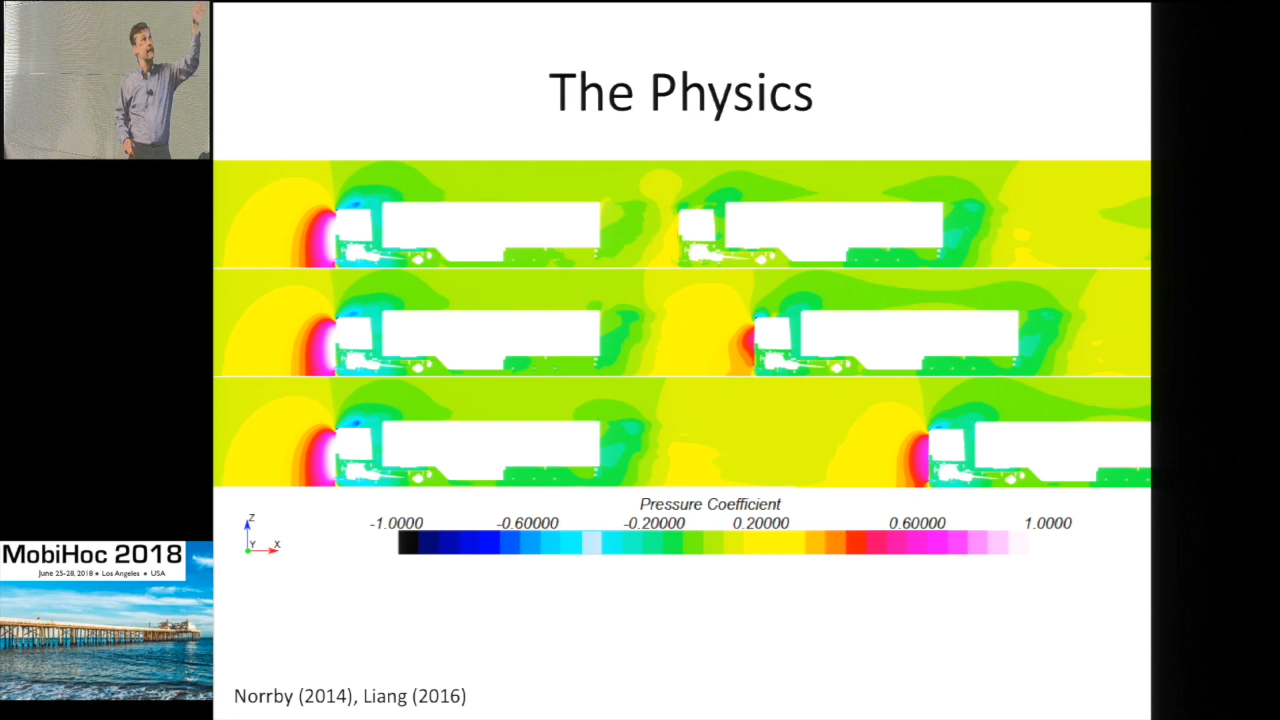 The Physics
Pressure Coefficient
-1.0000 -0.60000 -0.20000 0.20000 0.60000 1.0000
Z
Y X
MobiHoc 2018
June 25-28, 2018 • Los Angeles • USA
Norrby (2014), Liang (2016)